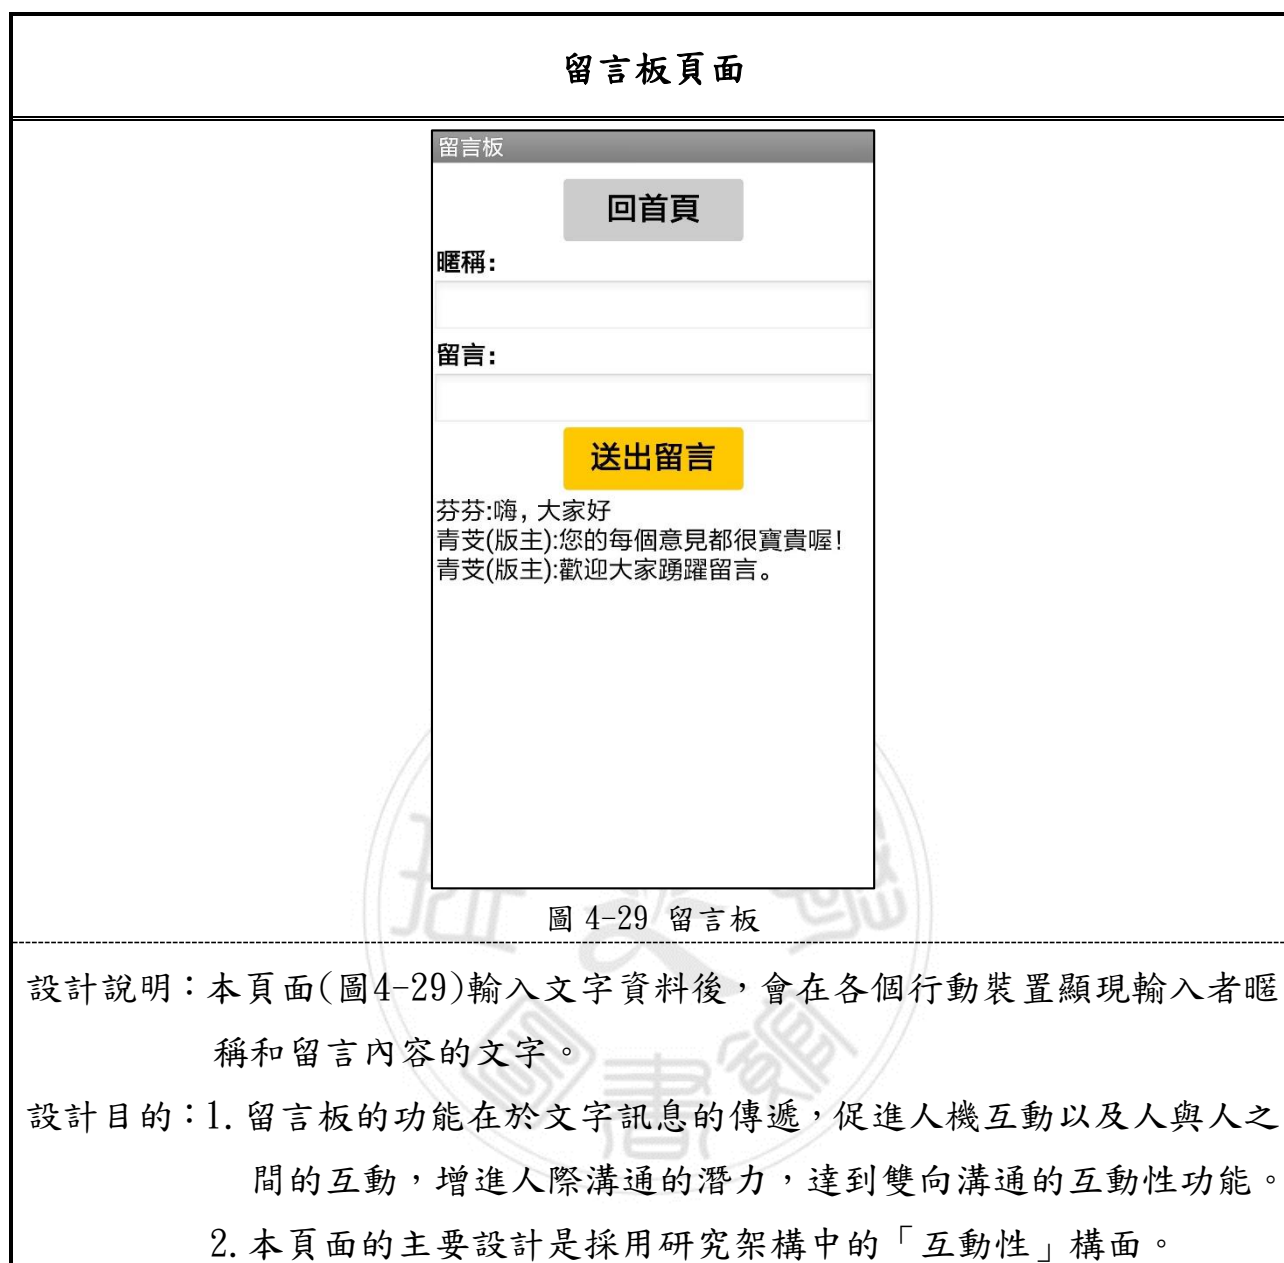 留言板頁面
留言板
回首頁
暱稱：
留言：
送出留言
芬芬:嗨, 大家好
青芠(版主):您的每個意見都很寶貴喔!
青芠(版主):歡迎大家踴躍留言。
圖 4-29 留言板
設計說明：本頁面(圖4-29)輸入文字資料後，會在各個行動裝置顯現輸入者暱
稱和留言內容的文字。
設計目的：1. 留言板的功能在於文字訊息的傳遞，促進人機互動以及人與人之
間的互動，增進人際溝通的潛力，達到雙向溝通的互動性功能。
2. 本頁面的主要設計是採用研究架構中的「互動性」構面。